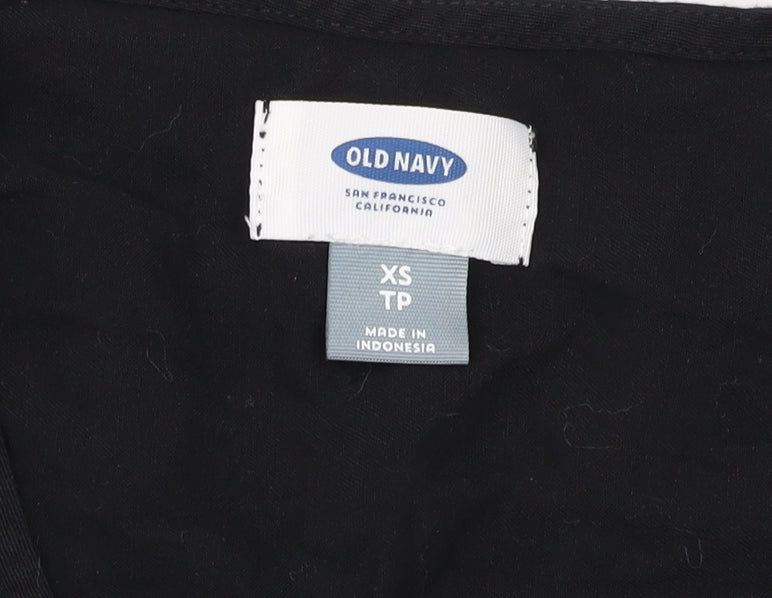 OLD NAVY
SAN FRANCISCO
CALIFORNIA
XS
TP
MADE IN
INDONESIA